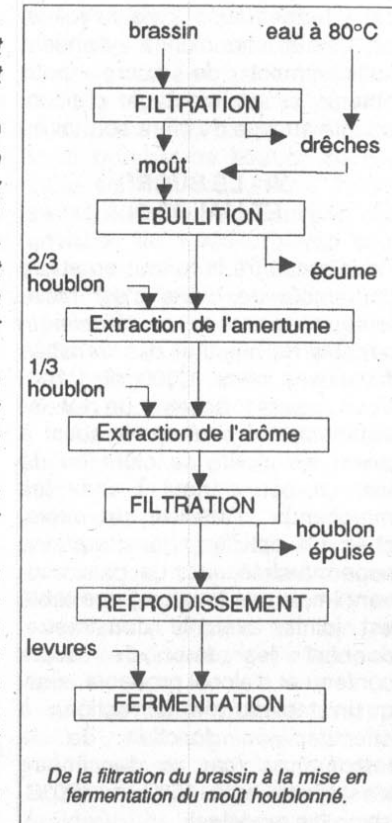 brassin eau à 80°C
FILTRATION
drêches
moût
EBULITION
2/3
houblon
écume
Extraction de l'amertume
1/3
houblon
Extraction de l'arôme
FILTRATION
houblon
épuisé
REFROIDISSEMENT
levures
FERMENTATION
De la filtration du brassin à la mise en
fermentation du moût houblonné.